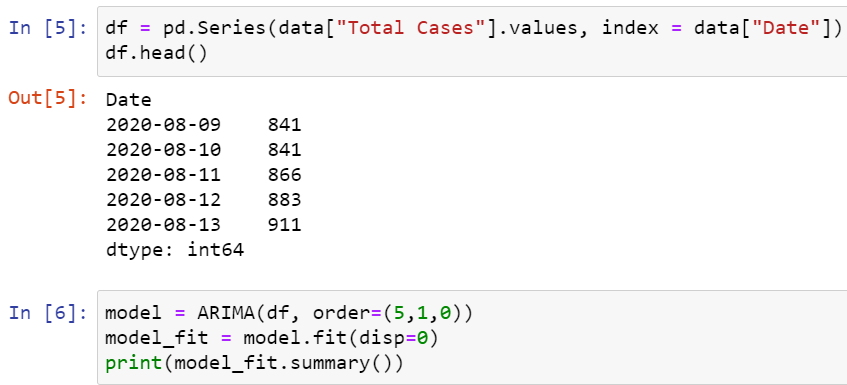 In [5]: df = pd.Series(data["Total Cases"].values, index = data["Date"])
df.head()
Out[5]: Date
2020-08-09    841
2020-08-10    841
2020-08-11    866
2020-08-12    883
2020-08-13    911
dtype: int64
In [6]: model = ARIMA(df, order=(5,1,0))
model_fit = model.fit(disp=0)
print(model_fit.summary())